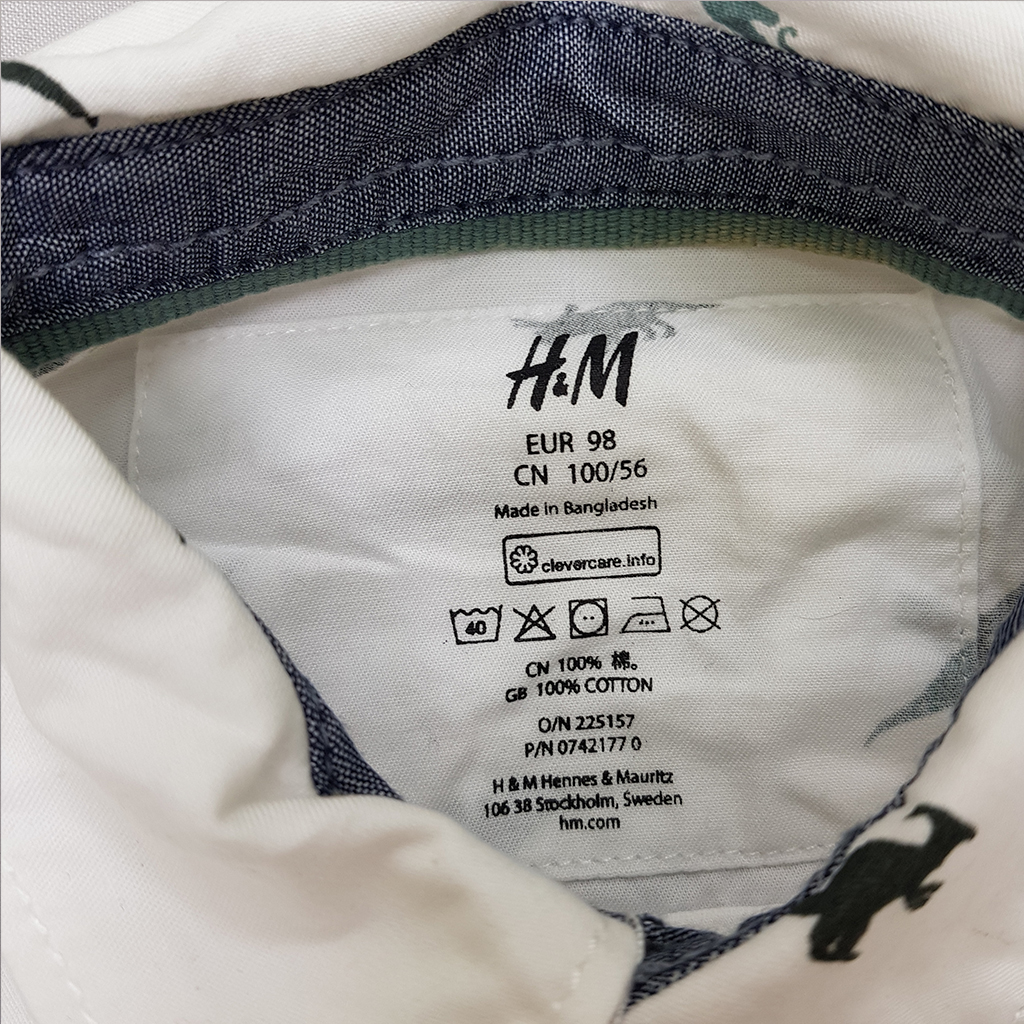 H&M
EUR 98
CN 100/56
Made in Bangladesh
clevercare.info
40
CN 100% 棉。
GB 100% COTTON
O/N 225157
P/N 0742177 0
H & M Hennes & Mauritz
106 38 Stockholm, Sweden
hm.com